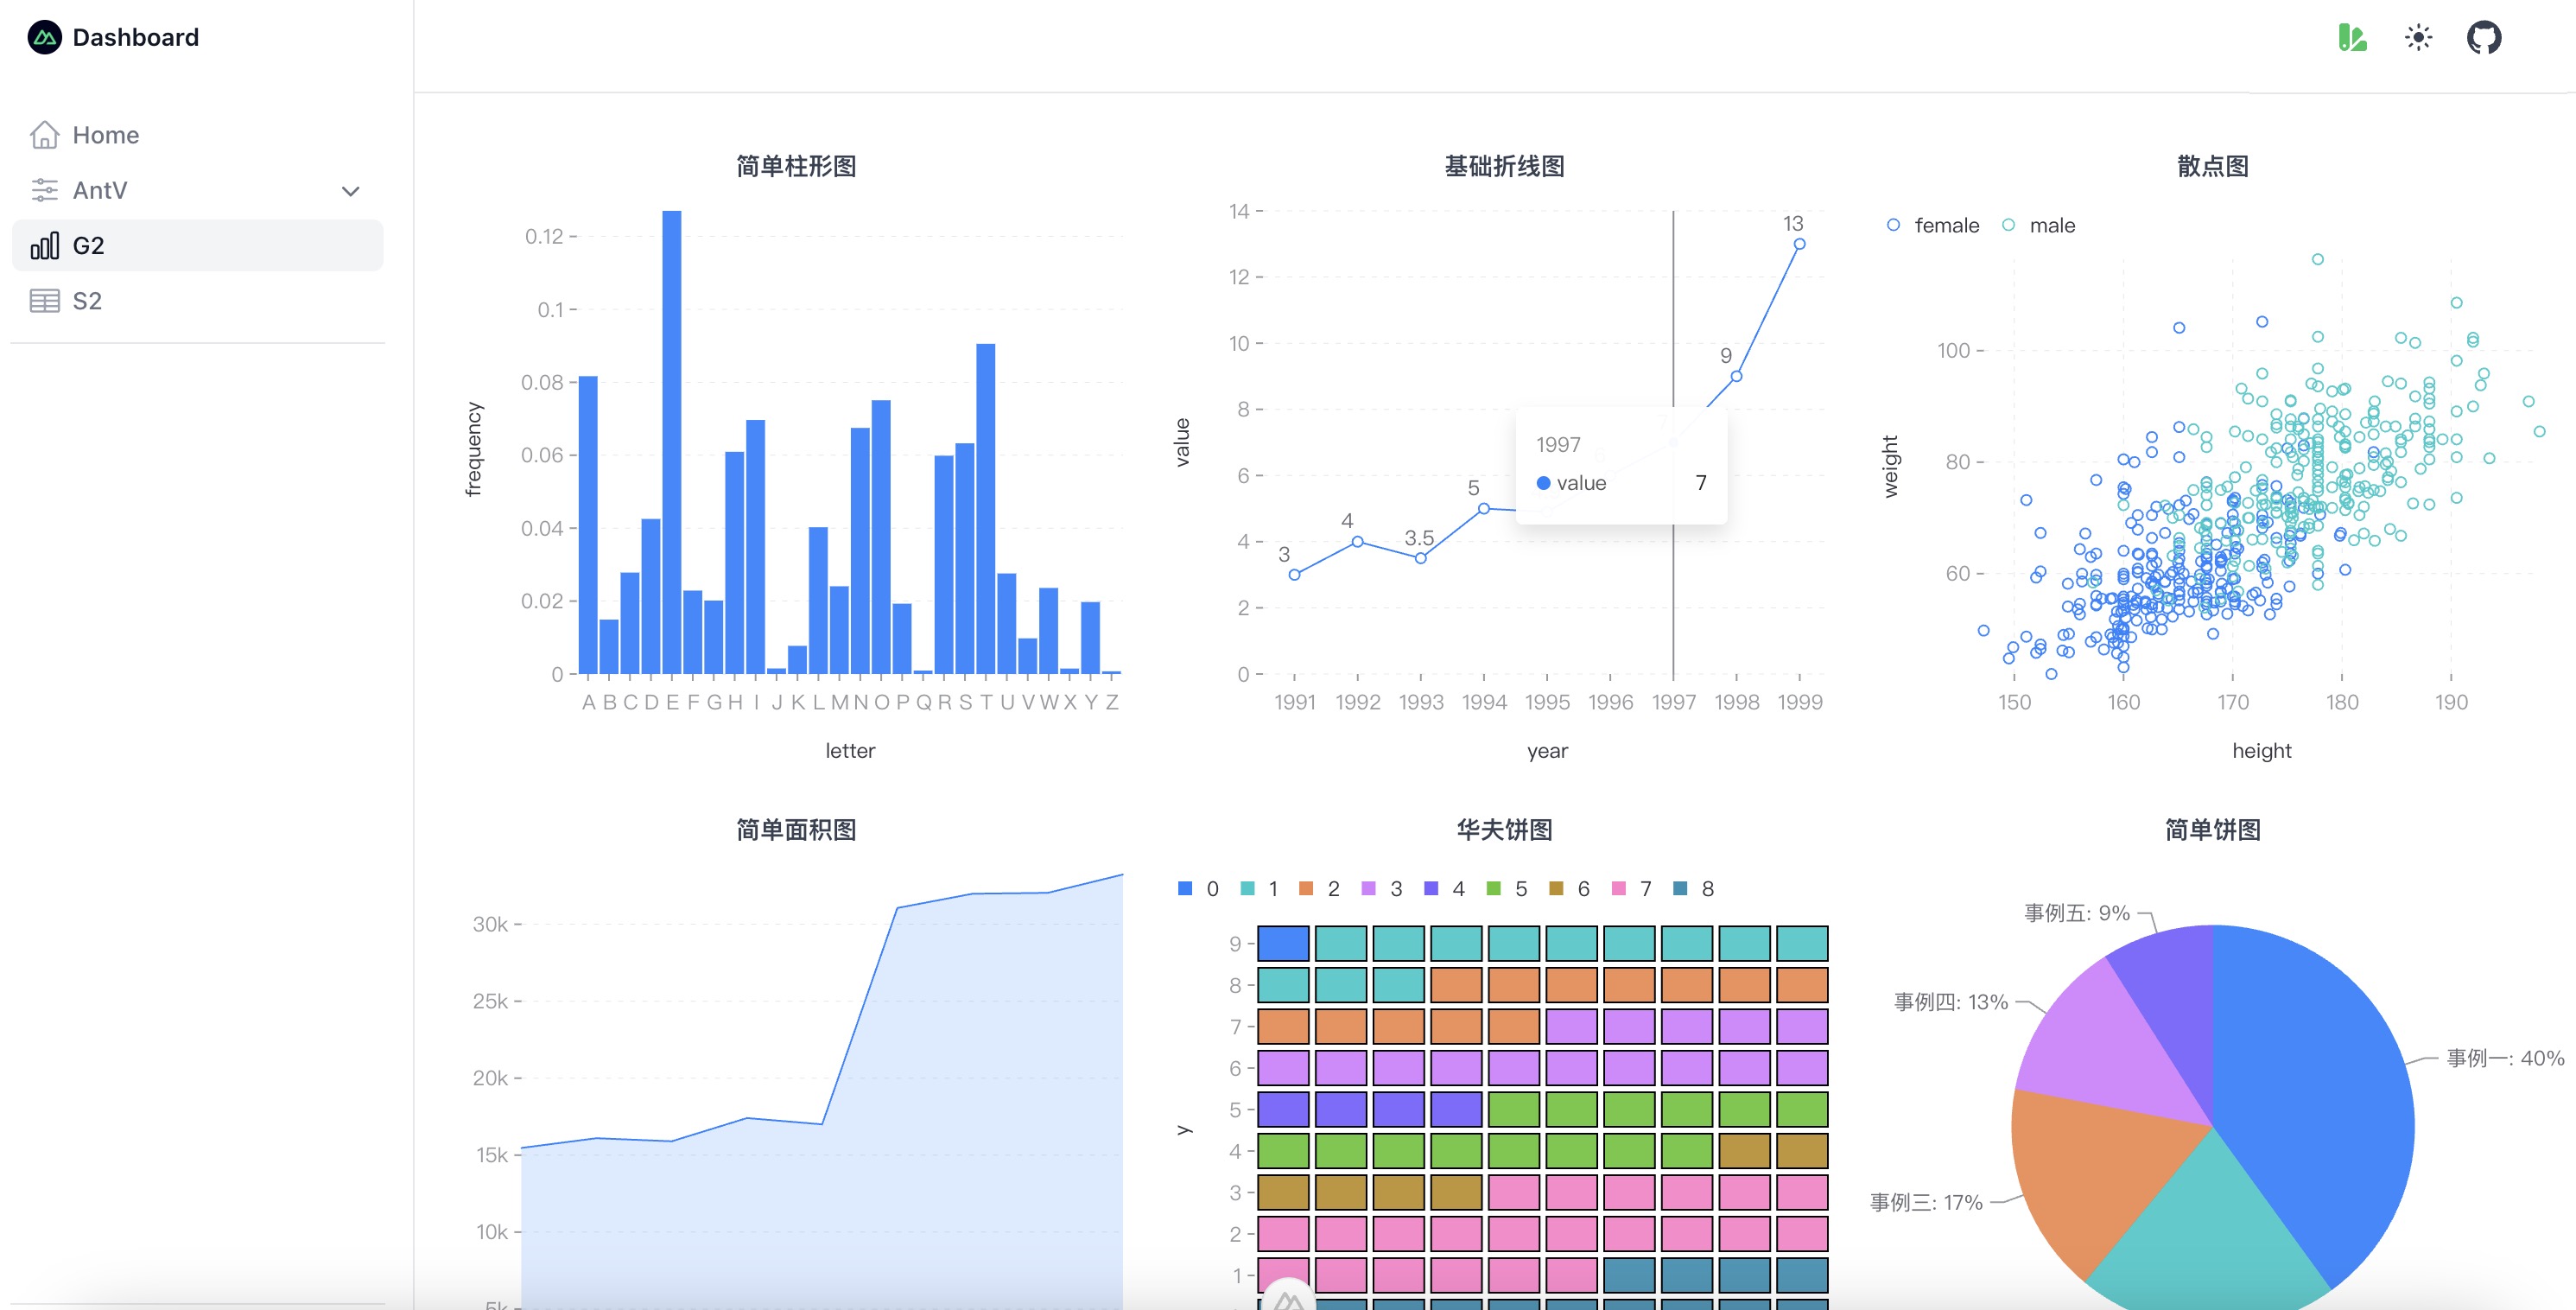 Dashboard
Home
AntV
G2
S2
简单柱形图
0.12
0.1
0.08
0.06
0.04
0.02
0
frequency
A B C D E F G H I J K L M N O P Q R S T U V W X Y Z
letter
基础折线图
14
12
10
8
6
4
2
0
value
3
4
3.5
5
9
13
1997
value 7
1991 1992 1993 1994 1995 1996 1997 1998 1999
year
散点图
female male
100
80
60
weight
150 160 170 180 190
height
简单面积图
30k
25k
20k
15k
10k
5k
华夫饼图
0 1 2 3 4 5 6 7 8
9
8
7
6
5
4
3
2
1
y
简单饼图
事例五: 9%
事例四: 13%
事例一: 40%
事例三: 17%